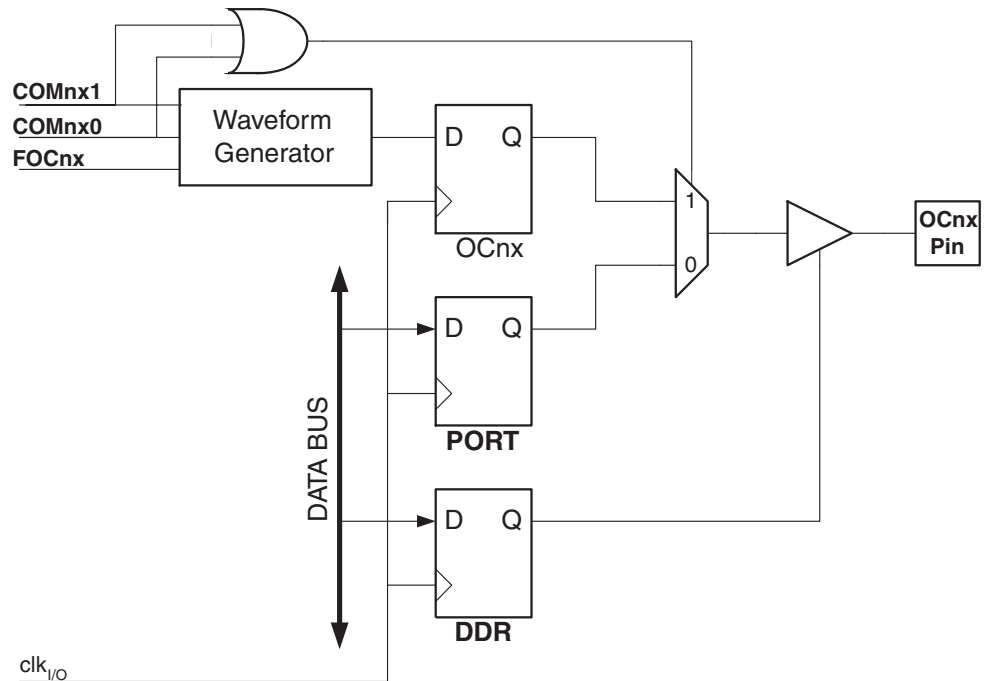 COMnx1
COMnx0
FOCnx
Waveform
Generator
D Q
OCnx
1
0
OCnx
Pin
D Q
PORT
DATA BUS
D Q
DDR
clkI/O